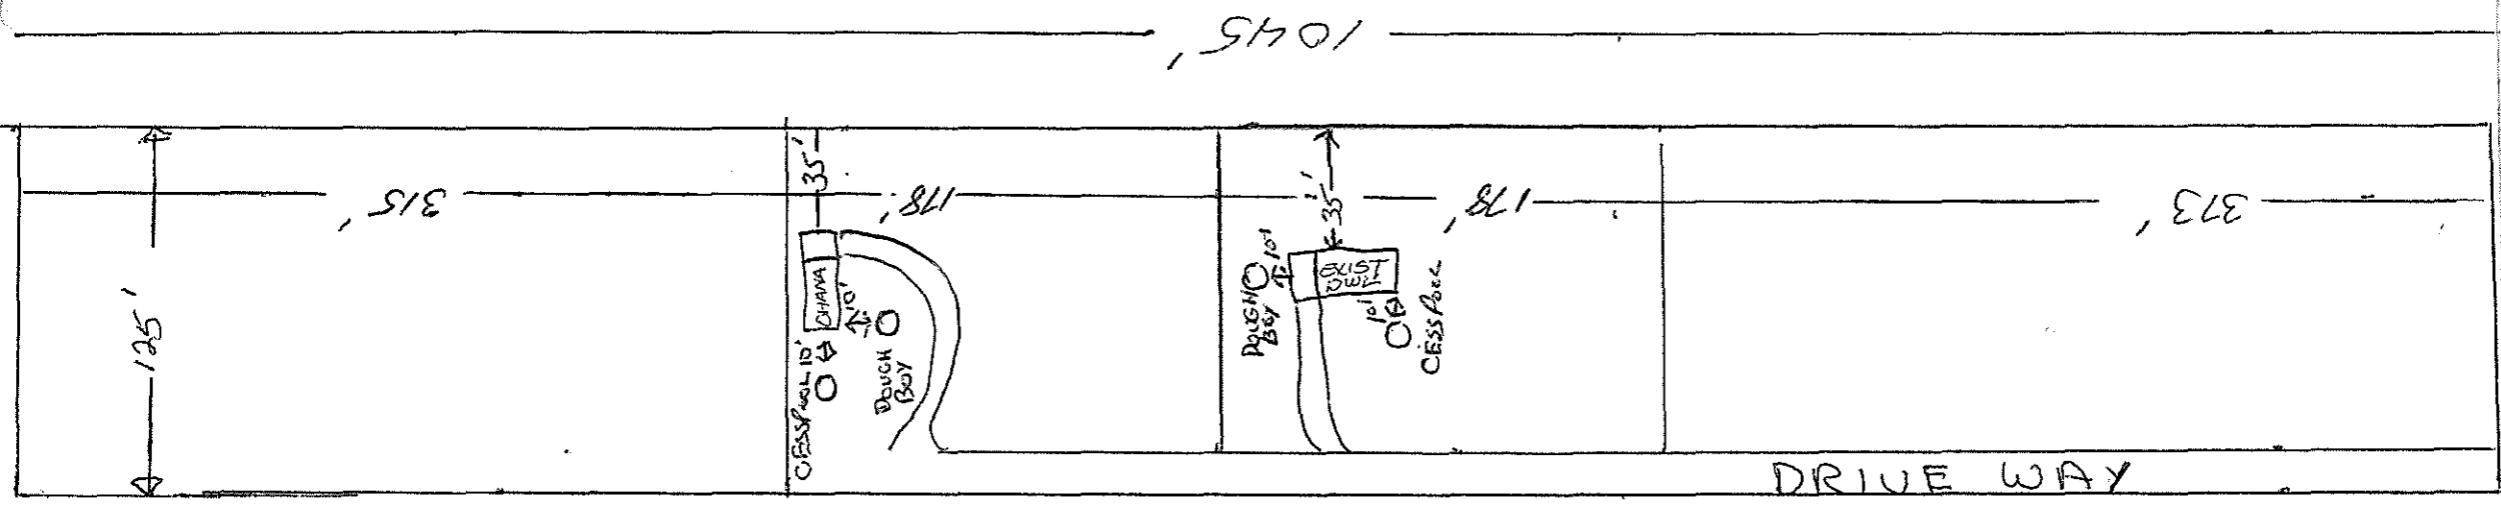 1045'
315'
178'
178'
373'
125'
35'
OHANA
10'
DOUGH
BOY
CESSPOOL 10'
35'
EXIST
DWL
10'
DOUGH
BOY
10'
CESSPOOL
DRIVE WAY